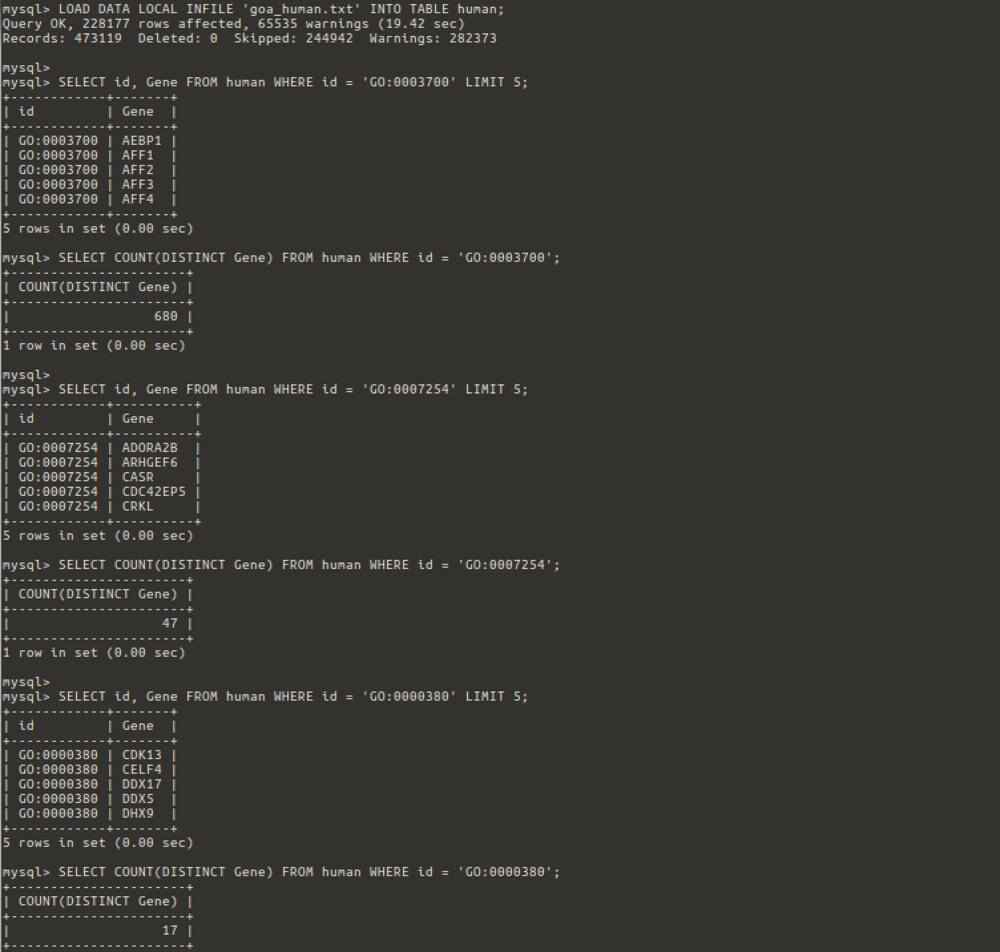 mysql> LOAD DATA LOCAL INFILE 'goa_human.txt' INTO TABLE human;
Query OK, 228177 rows affected, 65535 warnings (19.42 sec)
Records: 473119  Deleted: 0  Skipped: 244942  Warnings: 282373

mysql>
mysql> SELECT id, Gene FROM human WHERE id = 'GO:0003700' LIMIT 5;
+------------+-------+
| id         | Gene  |
+------------+-------+
| GO:0003700 | AEBP1 |
| GO:0003700 | AFF1  |
| GO:0003700 | AFF2  |
| GO:0003700 | AFF3  |
| GO:0003700 | AFF4  |
+------------+-------+
5 rows in set (0.00 sec)

mysql> SELECT COUNT(DISTINCT Gene) FROM human WHERE id = 'GO:0003700';
+----------------------+
| COUNT(DISTINCT Gene) |
+----------------------+
|                  680 |
+----------------------+
1 row in set (0.00 sec)

mysql>
mysql> SELECT id, Gene FROM human WHERE id = 'GO:0007254' LIMIT 5;
+------------+----------+
| id         | Gene     |
+------------+----------+
| GO:0007254 | ADORA2B  |
| GO:0007254 | ARHGEF6  |
| GO:0007254 | CASR     |
| GO:0007254 | CDC42EP5 |
| GO:0007254 | CRKL     |
+------------+----------+
5 rows in set (0.00 sec)

mysql> SELECT COUNT(DISTINCT Gene) FROM human WHERE id = 'GO:0007254';
+----------------------+
| COUNT(DISTINCT Gene) |
+----------------------+
|                   47 |
+----------------------+
1 row in set (0.00 sec)

mysql>
mysql> SELECT id, Gene FROM human WHERE id = 'GO:0000380' LIMIT 5;
+------------+-------+
| id         | Gene  |
+------------+-------+
| GO:0000380 | CDK13 |
| GO:0000380 | CELF4 |
| GO:0000380 | DDX17 |
| GO:0000380 | DDX5  |
| GO:0000380 | DHX9  |
+------------+-------+
5 rows in set (0.00 sec)

mysql> SELECT COUNT(DISTINCT Gene) FROM human WHERE id = 'GO:0000380';
+----------------------+
| COUNT(DISTINCT Gene) |
+----------------------+
|                   17 |
+----------------------+